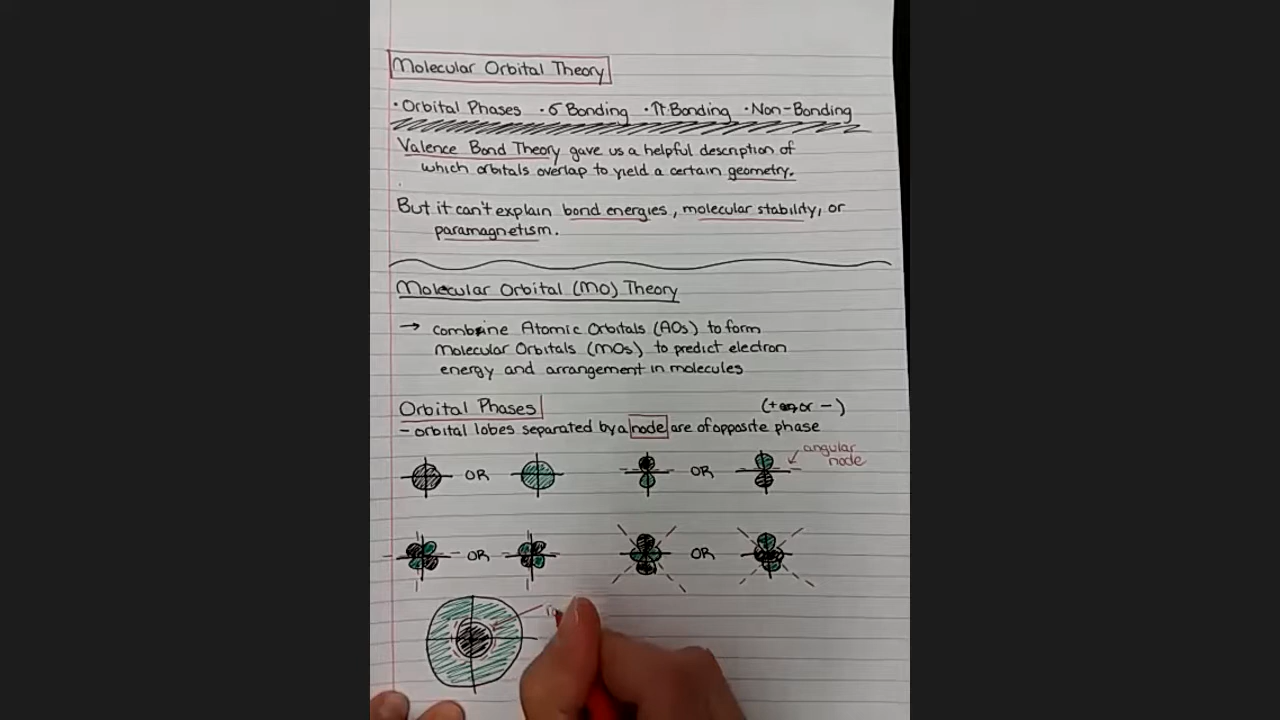 Molecular Orbital Theory
• Orbital Phases • σ Bonding • π Bonding • Non-Bonding
Valence Bond Theory gave us a helpful description of
which orbitals overlap to yield a certain geometry.
But it can't explain bond energies, molecular stability, or
paramagnetism.
Molecular Orbital (MO) Theory
→ combine Atomic Orbitals (AOs) to form
Molecular Orbitals (MOs) to predict electron
energy and arrangement in molecules
Orbital Phases (+ or -)
- orbital lobes separated by a node are of opposite phase
OR OR angular
node
OR OR